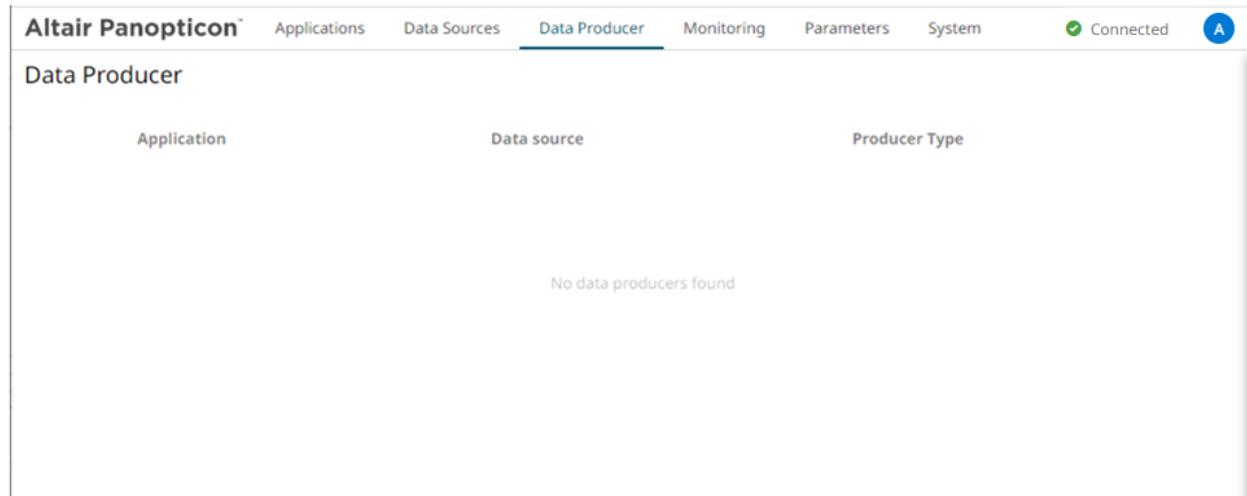 Altair Panopticon™ Applications Data Sources Data Producer Monitoring Parameters System Connected A
Data Producer
Application Data source Producer Type
No data producers found